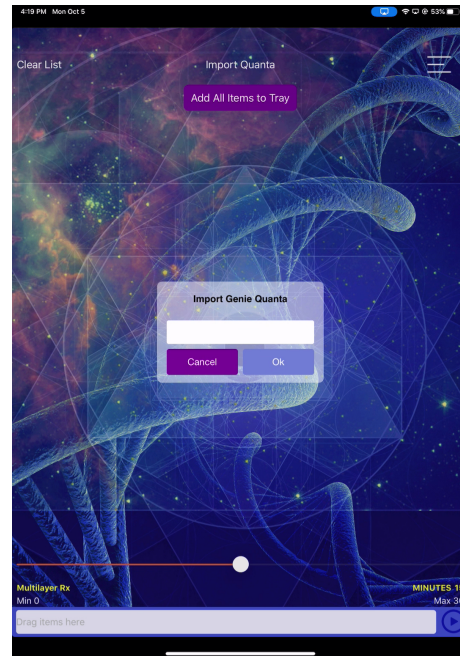 4:19 PM Mon Oct 5
53%
Clear List
Import Quanta
Add All Items to Tray
Import Genie Quanta
Cancel
Ok
Multilayer Rx
MINUTES 1
Min 0
Max 3
Drag items here